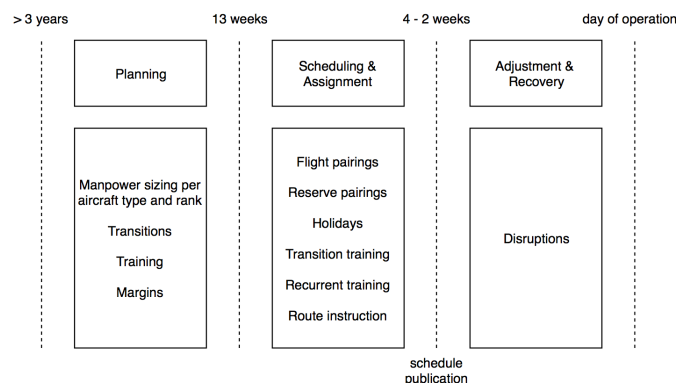 > 3 years
13 weeks
4 - 2 weeks
day of operation
Planning
Scheduling &
Assignment
Adjustment &
Recovery
Manpower sizing per
aircraft type and rank
Transitions
Training
Margins
Flight pairings
Reserve pairings
Holidays
Transition training
Recurrent training
Route instruction
Disruptions
schedule
publication